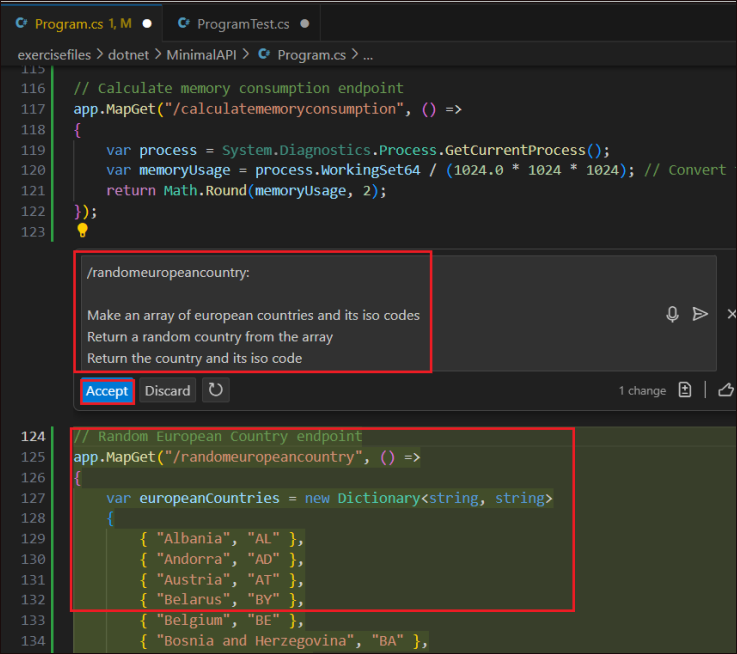 Program.cs 1, M ● ProgramTest.cs ●
exercisefiles > dotnet > MinimalAPI > Program.cs > ...
115
116 // Calculate memory consumption endpoint
117 app.MapGet("/calculatememoryconsumption", () =>
118 {
119 var process = System.Diagnostics.Process.GetCurrentProcess();
120 var memoryUsage = process.WorkingSet64 / (1024.0 * 1024 * 1024); // Convert
121 return Math.Round(memoryUsage, 2);
122 });
123
/randomeuropeancountry:
Make an array of european countries and its iso codes
Return a random country from the array
Return the country and its iso code
Accept Discard 1 change
124 // Random European Country endpoint
125 app.MapGet("/randomeuropeancountry", () =>
126 {
127 var europeanCountries = new Dictionary<string, string>
128 {
129 { "Albania", "AL" },
130 { "Andorra", "AD" },
131 { "Austria", "AT" },
132 { "Belarus", "BY" },
133 { "Belgium", "BE" },
134 { "Bosnia and Herzegovina", "BA" },